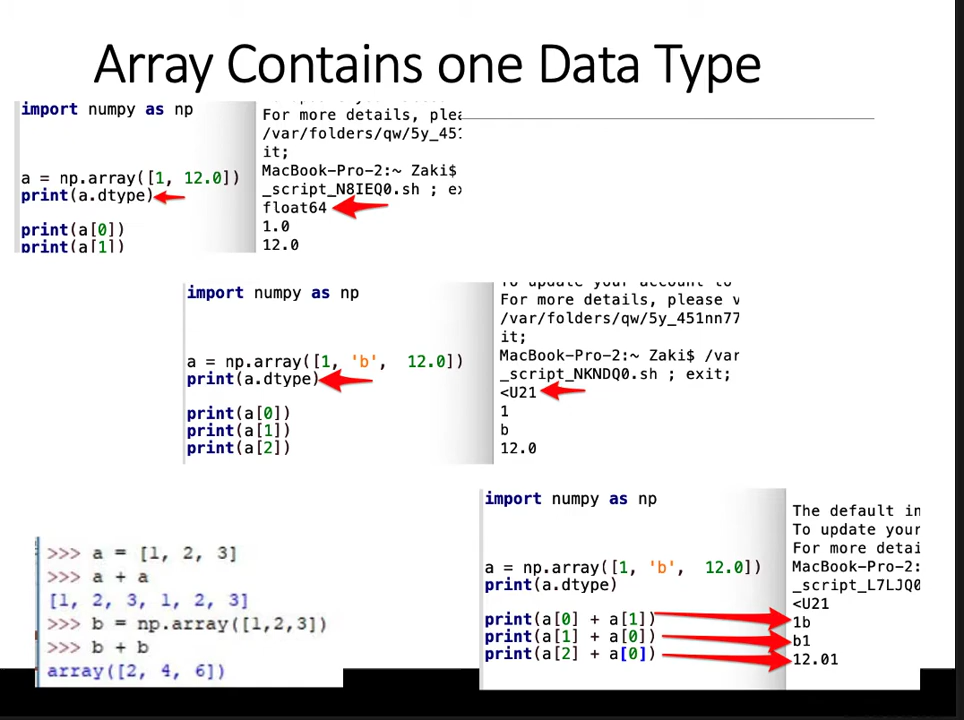 Array Contains one Data Type
import numpy as np
a = np.array([1, 12.0])
print(a.dtype)
print(a[0])
print(a[1])
For more details, plea
/var/folders/qw/5y_451
it;
MacBook-Pro-2:~ Zaki$
_script_N8IEQ0.sh ; ex
float64
1.0
12.0
import numpy as np
a = np.array([1, 'b', 12.0])
print(a.dtype)
print(a[0])
print(a[1])
print(a[2])
To update your account to
For more details, please v
/var/folders/qw/5y_451nn77
it;
MacBook-Pro-2:~ Zaki$ /var
_script_NKNDQ0.sh ; exit;
<U21
1
b
12.0
>>> a = [1, 2, 3]
>>> a + a
[1, 2, 3, 1, 2, 3]
>>> b = np.array([1,2,3])
>>> b + b
array([2, 4, 6])
import numpy as np
a = np.array([1, 'b', 12.0])
print(a.dtype)
print(a[0] + a[1])
print(a[1] + a[0])
print(a[2] + a[0])
The default in
To update your
For more detai
MacBook-Pro-2:
_script_L7LJQ0
<U21
1b
b1
12.01